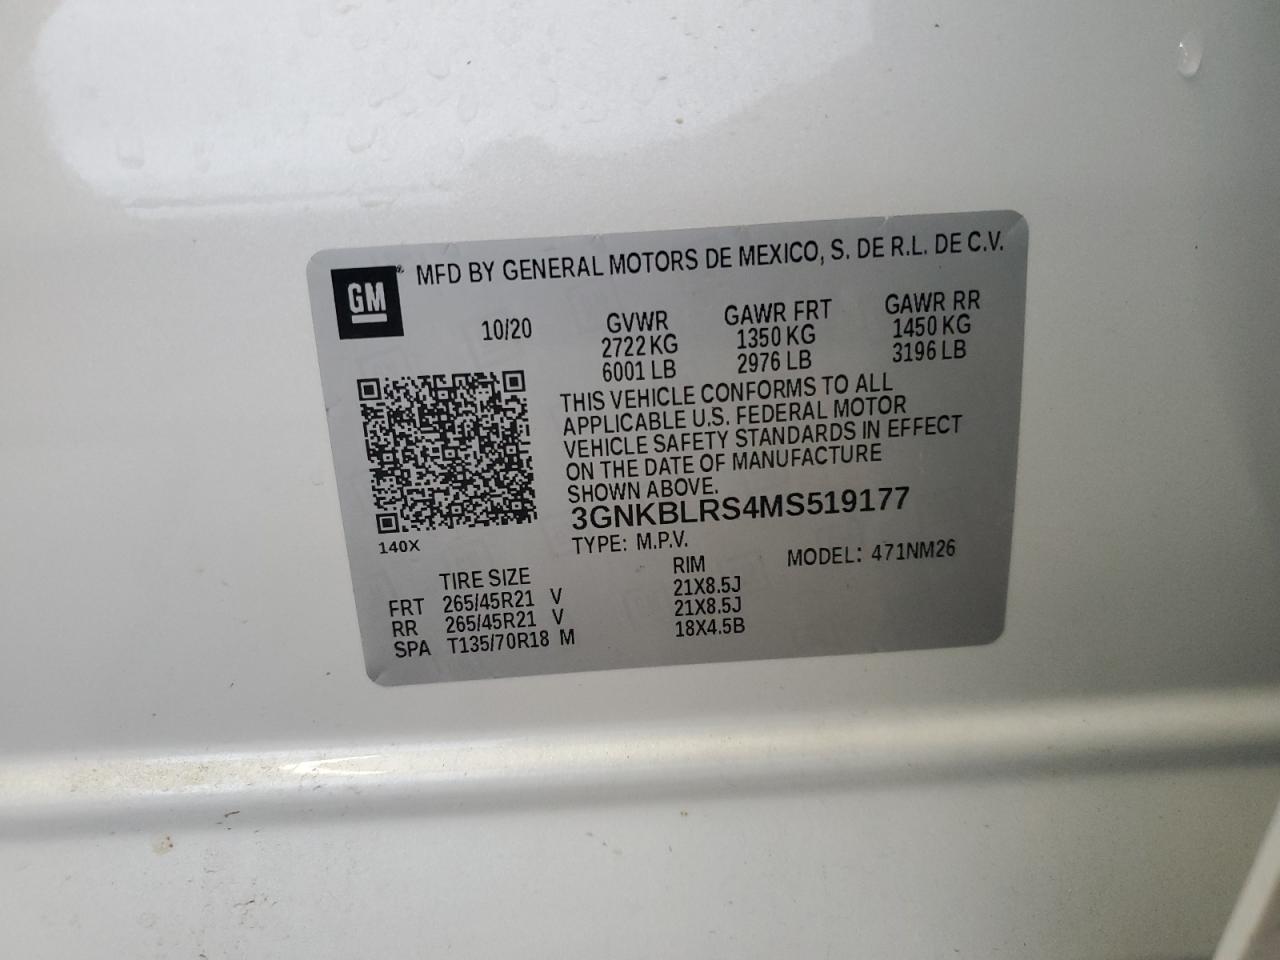 GM
® MFD BY GENERAL MOTORS DE MEXICO, S. DE R.L. DE C.V.
10/20
GVWR
2722 KG
6001 LB
GAWR FRT
1350 KG
2976 LB
GAWR RR
1450 KG
3196 LB
THIS VEHICLE CONFORMS TO ALL
APPLICABLE U.S. FEDERAL MOTOR
VEHICLE SAFETY STANDARDS IN EFFECT
ON THE DATE OF MANUFACTURE
SHOWN ABOVE.
3GNKBLRS4MS519177
140X
TYPE: M.P.V.
MODEL: 471NM26
TIRE SIZE RIM
FRT 265/45R21 V 21X8.5J
RR 265/45R21 V 21X8.5J
SPA T135/70R18 M 18X4.5B